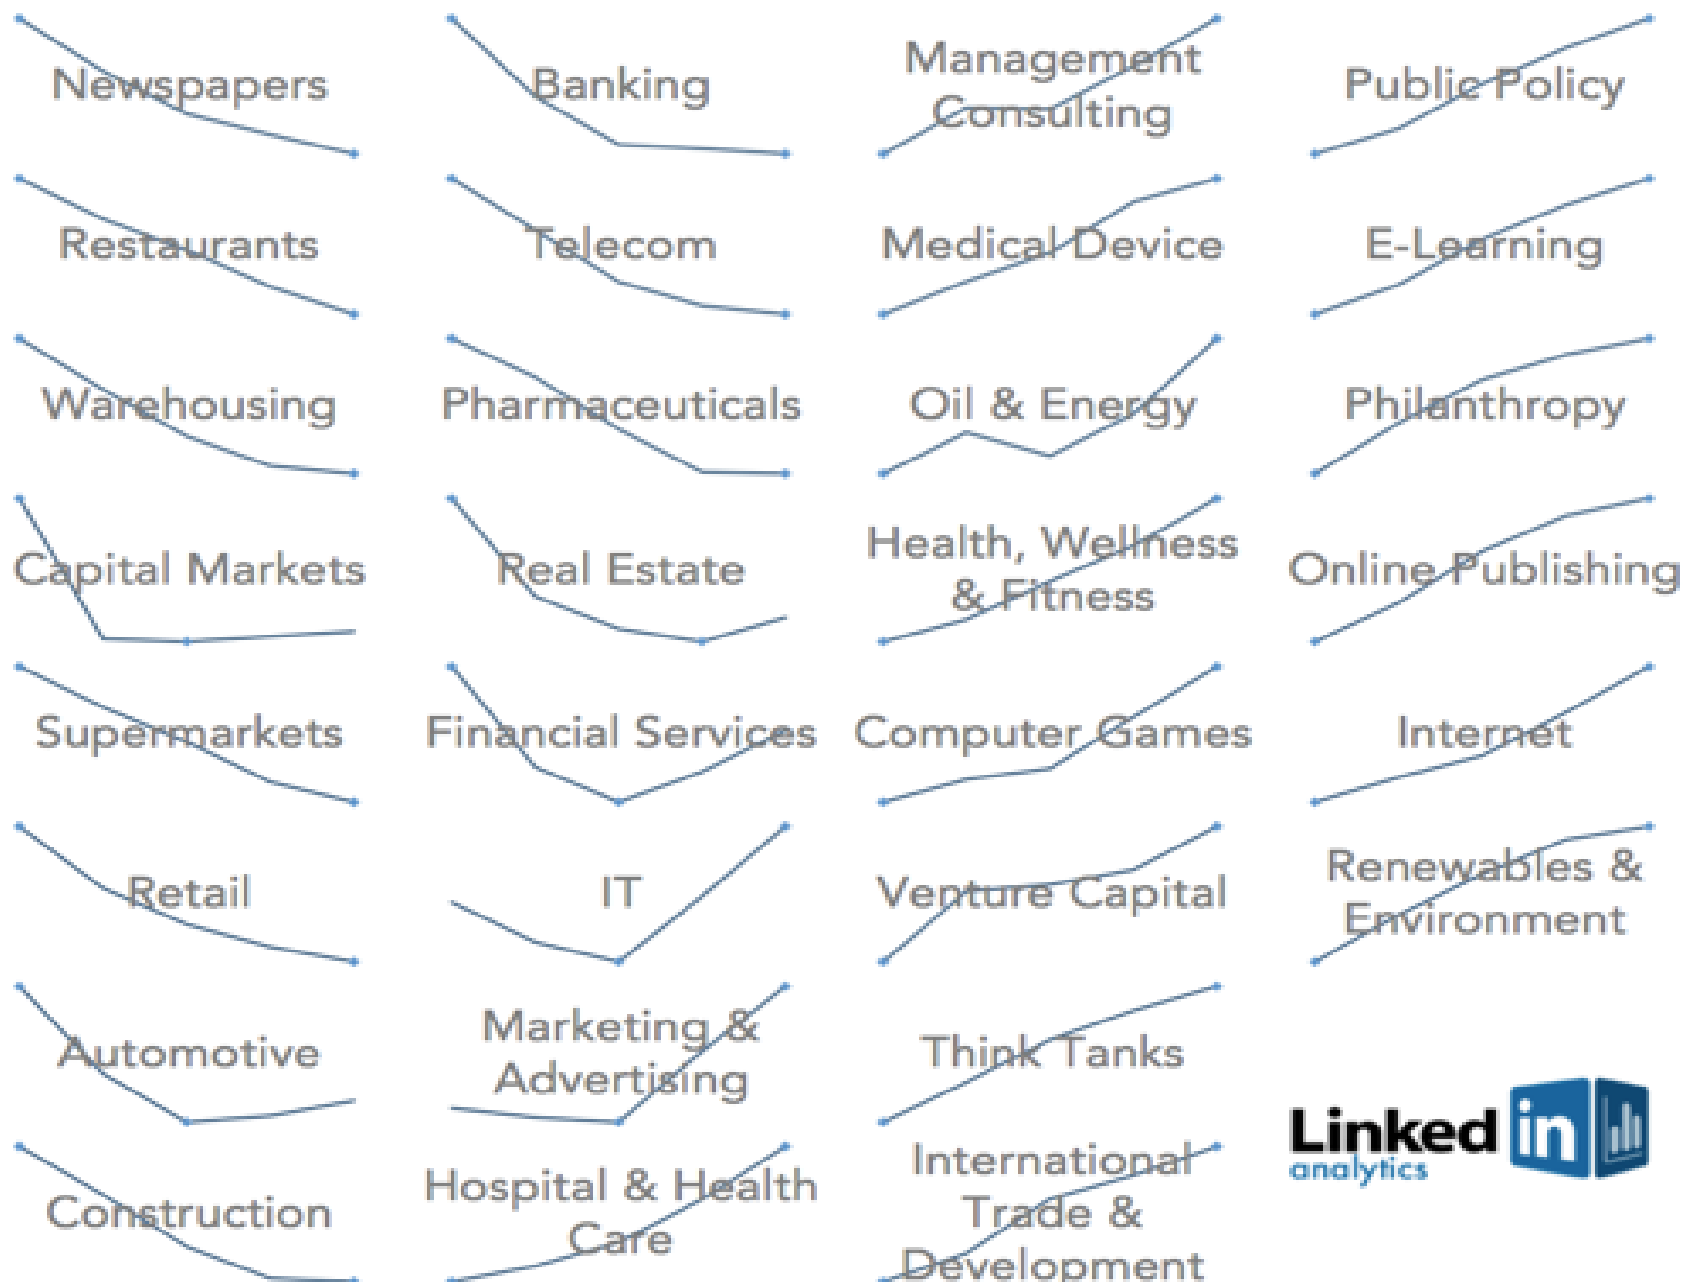 Newspapers
Banking
Management
Consulting
Public Policy
Restaurants
Telecom
Medical Device
E-Learning
Warehousing
Pharmaceuticals
Oil & Energy
Philanthropy
Capital Markets
Real Estate
Health, Wellness
& Fitness
Online Publishing
Supermarkets
Financial Services
Computer Games
Internet
Retail
IT
Venture Capital
Renewables &
Environment
Automotive
Marketing &
Advertising
Think Tanks
Linked in
analytics
Construction
Hospital & Health
Care
International
Trade &
Development